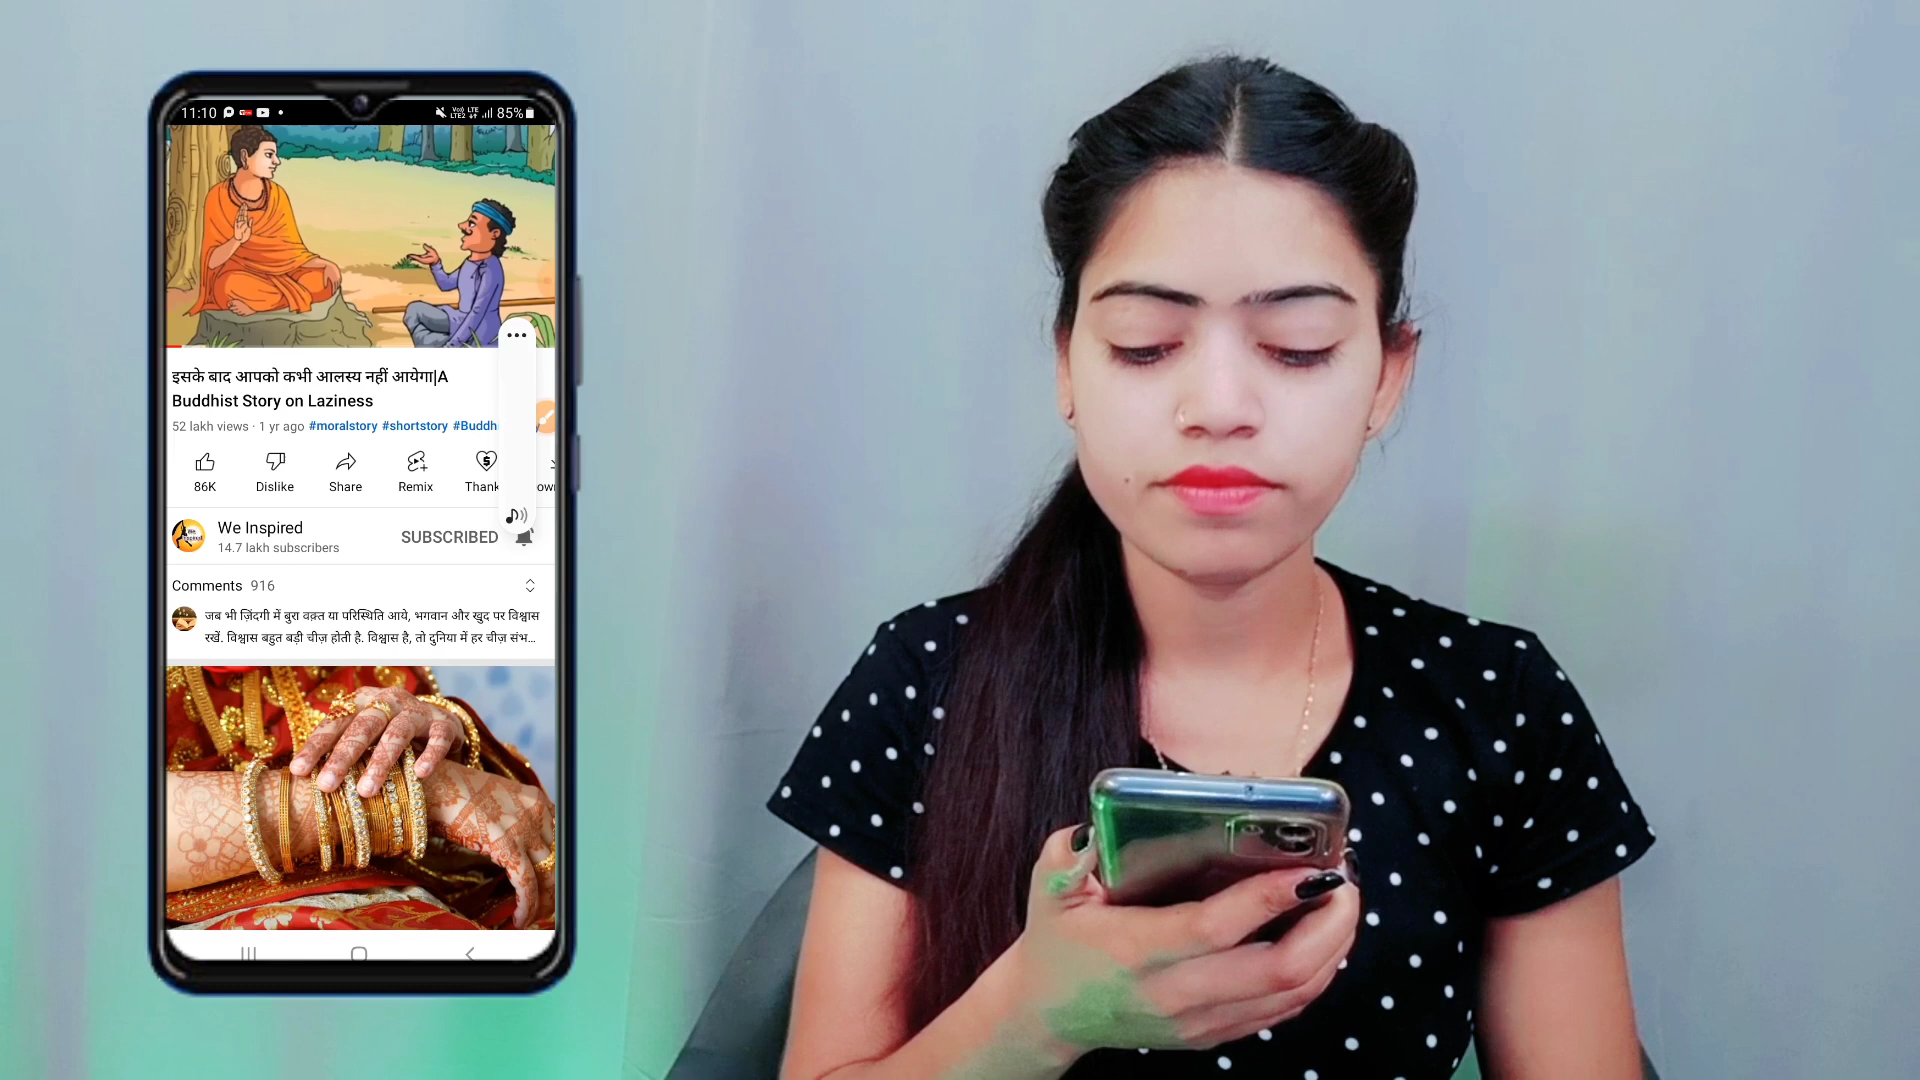 11:10
85%
इसके बाद आपको कभी आलस्य नहीं आयेगा|A
Buddhist Story on Laziness
52 lakh views · 1 yr ago #moralstory #shortstory #Buddh
86K Dislike Share Remix Thank
We Inspired
14.7 lakh subscribers
SUBSCRIBED
Comments 916
जब भी ज़िंदगी में बुरा वक़्त या परिस्थिति आये, भगवान और खुद पर विश्वास
रखें. विश्वास बहुत बड़ी चीज़ होती है. विश्वास है, तो दुनिया में हर चीज़ संभ...